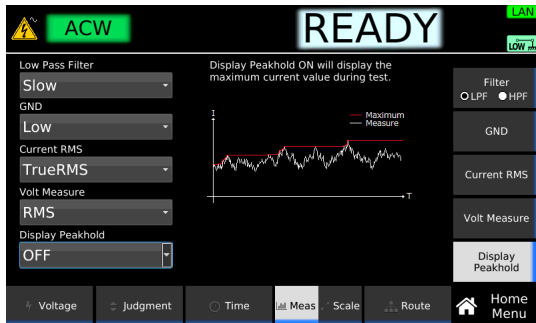 ACW
READY
LAN
LOW
Low Pass Filter
Slow
GND
Low
Current RMS
TrueRMS
Volt Measure
RMS
Display Peakhold
OFF
Display Peakhold ON will display the
maximum current value during test.
I
Maximum
Measure
T
Filter
LPF HPF
GND
Current RMS
Volt Measure
Display
Peakhold
Voltage
Judgment
Time
Meas
Scale
Route
Home
Menu